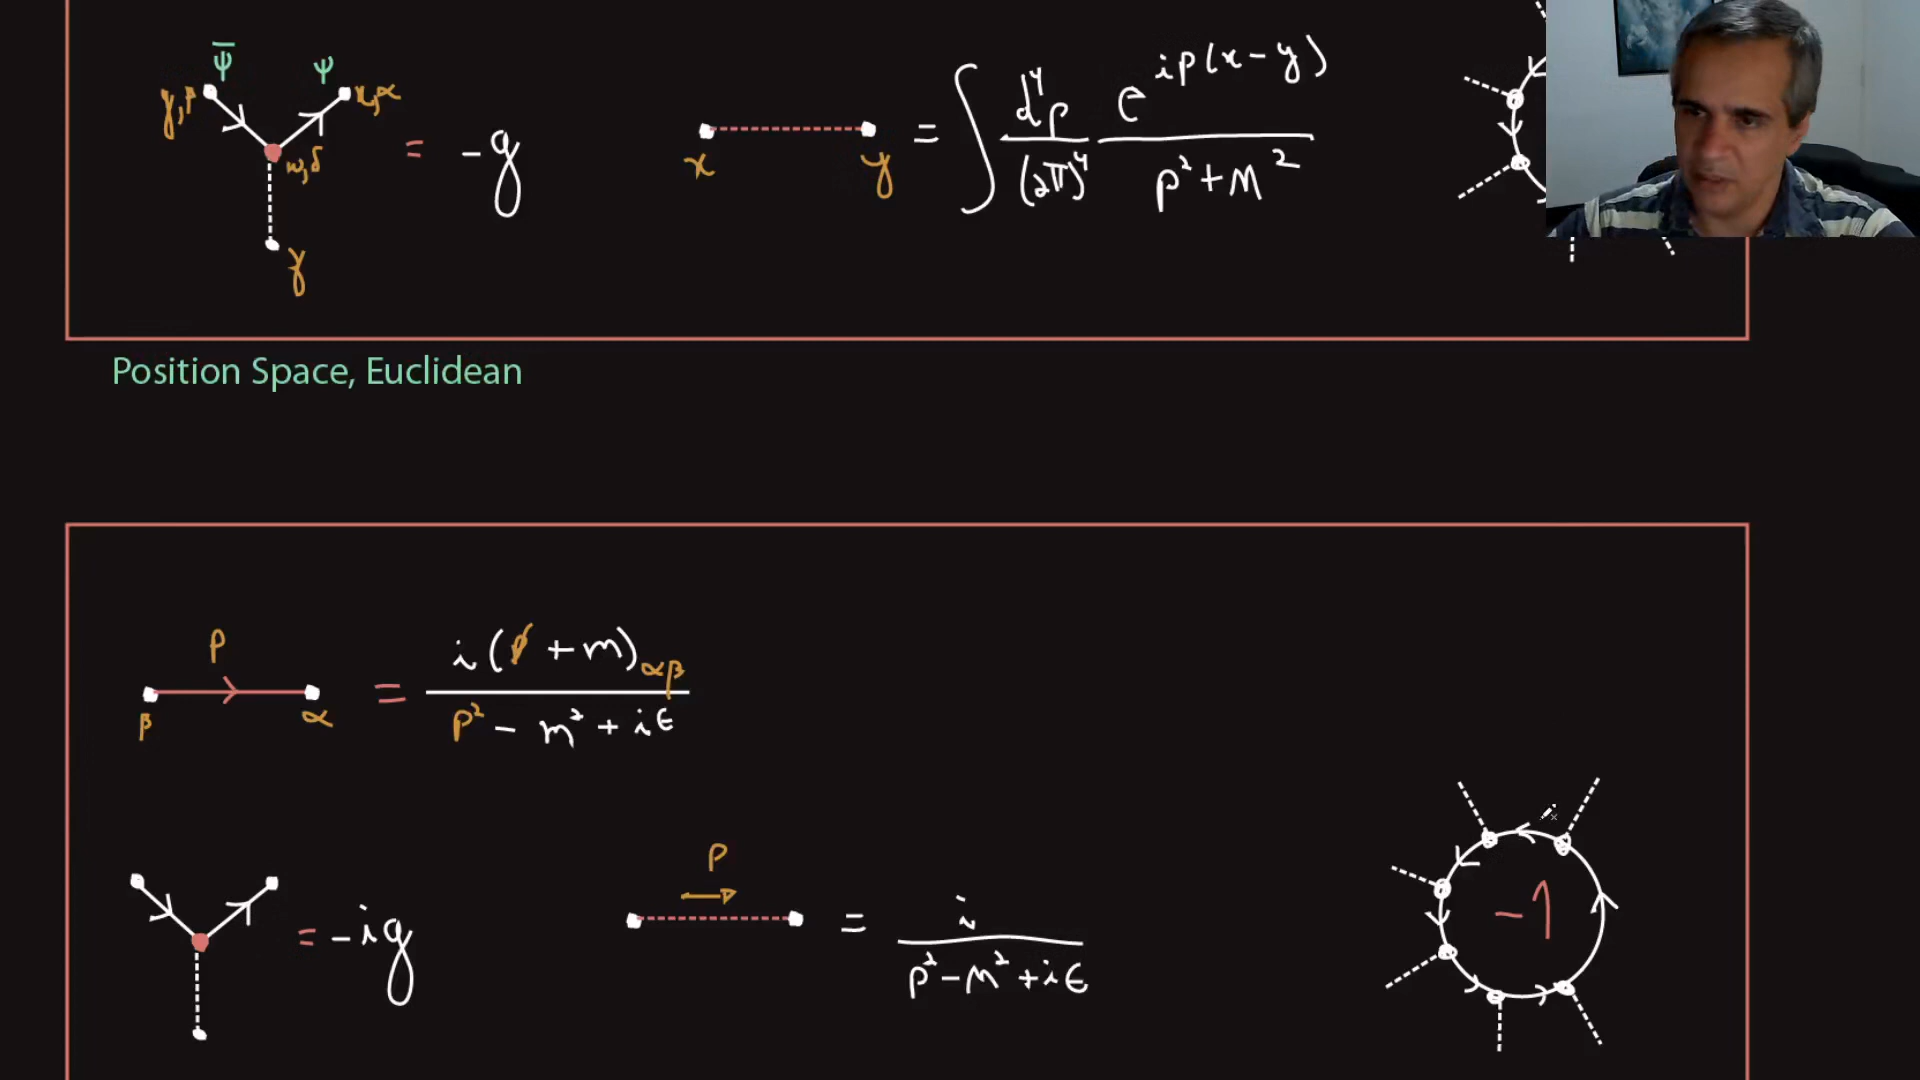 ψ̄ ψ
y,β x,α
w,δ
z
= -g
x y = ∫ d⁴p/(2π)⁴ e^{ip(x-y)}/(p²+M²)
Position Space, Euclidean
p
β α = i(p̸ + m)_{αβ}/(p² - m² + iϵ)
= -ig
p
= i/(p² - M² + iϵ)
-1